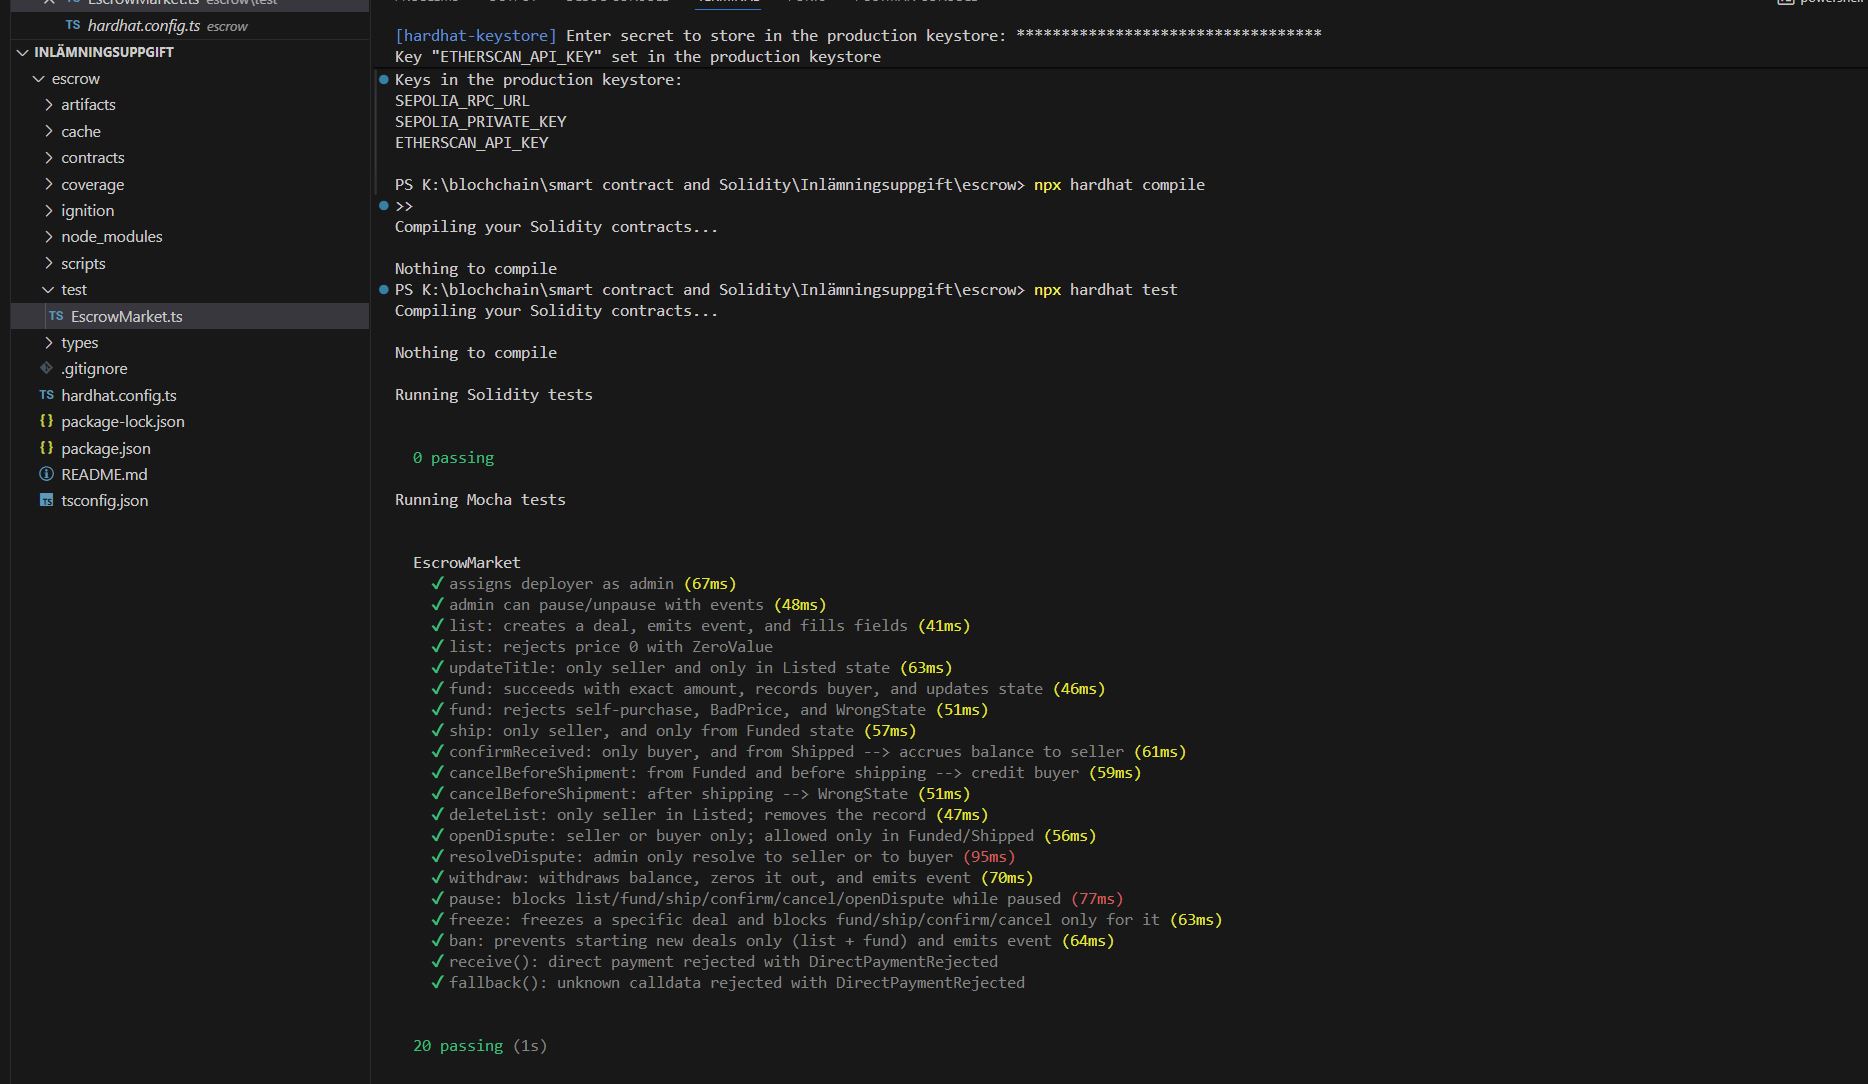 EscrowMarket.ts escrow\test
TS hardhat.config.ts escrow
INLÄMNINGSUPPGIFT
escrow
artifacts
cache
contracts
coverage
ignition
node_modules
scripts
test
TS EscrowMarket.ts
types
.gitignore
TS hardhat.config.ts
{} package-lock.json
{} package.json
README.md
TS tsconfig.json
powershell
[hardhat-keystore] Enter secret to store in the production keystore: **********************************
Key "ETHERSCAN_API_KEY" set in the production keystore
Keys in the production keystore:
SEPOLIA_RPC_URL
SEPOLIA_PRIVATE_KEY
ETHERSCAN_API_KEY
PS K:\blochchain\smart contract and Solidity\Inlämningsuppgift\escrow> npx hardhat compile
>>
Compiling your Solidity contracts...
Nothing to compile
PS K:\blochchain\smart contract and Solidity\Inlämningsuppgift\escrow> npx hardhat test
Compiling your Solidity contracts...
Nothing to compile
Running Solidity tests
0 passing
Running Mocha tests
EscrowMarket
✔ assigns deployer as admin (67ms)
✔ admin can pause/unpause with events (48ms)
✔ list: creates a deal, emits event, and fills fields (41ms)
✔ list: rejects price 0 with ZeroValue
✔ updateTitle: only seller and only in Listed state (63ms)
✔ fund: succeeds with exact amount, records buyer, and updates state (46ms)
✔ fund: rejects self-purchase, BadPrice, and WrongState (51ms)
✔ ship: only seller, and only from Funded state (57ms)
✔ confirmReceived: only buyer, and from Shipped --> accrues balance to seller (61ms)
✔ cancelBeforeShipment: from Funded and before shipping --> credit buyer (59ms)
✔ cancelBeforeShipment: after shipping --> WrongState (51ms)
✔ deleteList: only seller in Listed; removes the record (47ms)
✔ openDispute: seller or buyer only; allowed only in Funded/Shipped (56ms)
✔ resolveDispute: admin only resolve to seller or to buyer (95ms)
✔ withdraw: withdraws balance, zeros it out, and emits event (70ms)
✔ pause: blocks list/fund/ship/confirm/cancel/openDispute while paused (77ms)
✔ freeze: freezes a specific deal and blocks fund/ship/confirm/cancel only for it (63ms)
✔ ban: prevents starting new deals only (list + fund) and emits event (64ms)
✔ receive(): direct payment rejected with DirectPaymentRejected
✔ fallback(): unknown calldata rejected with DirectPaymentRejected
20 passing (1s)